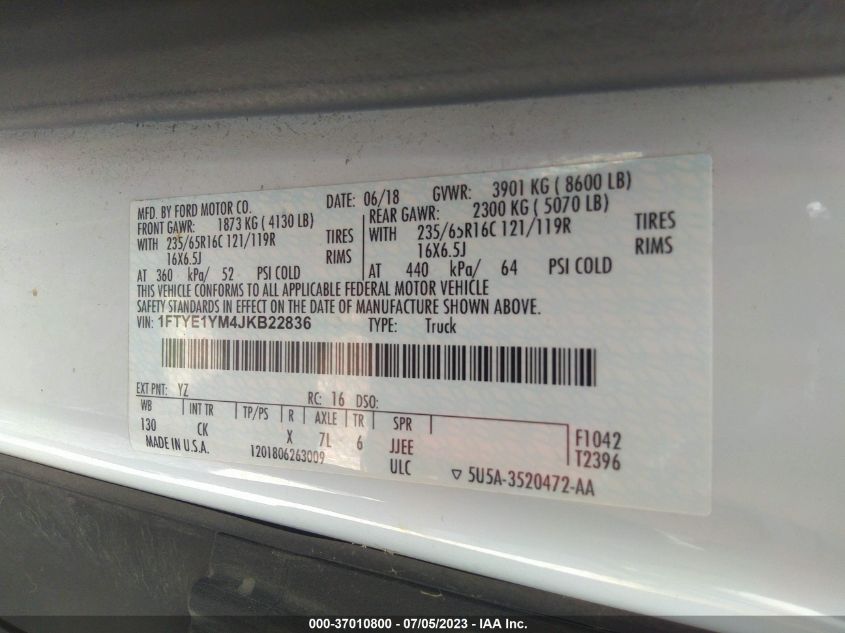 MFD. BY FORD MOTOR CO.
DATE: 06/18
GVWR: 3901 KG ( 8600 LB)
FRONT GAWR: 1873 KG ( 4130 LB)
WITH 235/65R16C 121/119R TIRES
16X6.5J RIMS
AT 360 kPa/ 52 PSI COLD
REAR GAWR: 2300 KG ( 5070 LB)
WITH 235/65R16C 121/119R TIRES
16X6.5J RIMS
AT 440 kPa/ 64 PSI COLD
THIS VEHICLE CONFORMS TO ALL APPLICABLE FEDERAL MOTOR VEHICLE
SAFETY STANDARDS IN EFFECT ON THE DATE OF MANUFACTURE SHOWN ABOVE.
VIN: 1FTYE1YM4JKB22836 TYPE: Truck
EXT PNT: YZ RC: 16 DSO:
WB INT TR TP/PS R AXLE TR SPR
130 CK X 7L 6 JJEE F1042
MADE IN U.S.A. 1201806263009 ULC T2396
▽ 5U5A-3520472-AA
000-37010800 - 07/05/2023 - IAA Inc.